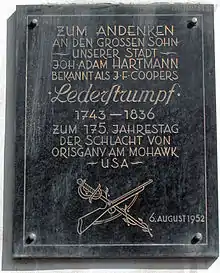 ZUM ANDENKEN
AN DEN GROSSEN SOHN
UNSERER STADT
JOH·ADAM HARTMANN
BEKANNT ALS J·F·COOPERS
Lederstrumpf
1743–1836
ZUM 175. JAHRESTAG
DER SCHLACHT VON
ORISGANY AM MOHAWK
–USA–
6. AUGUST 1952